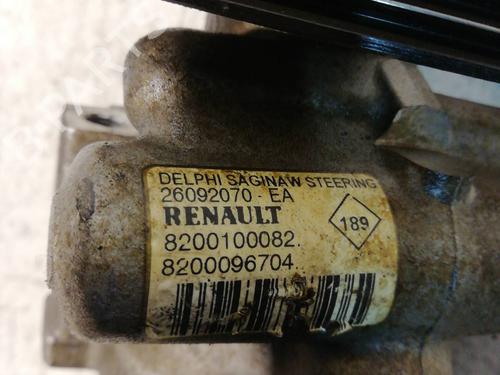 DELPHI SAGINAW STEERING
26092070 - EA
RENAULT
189
8200100082.
8200096704.